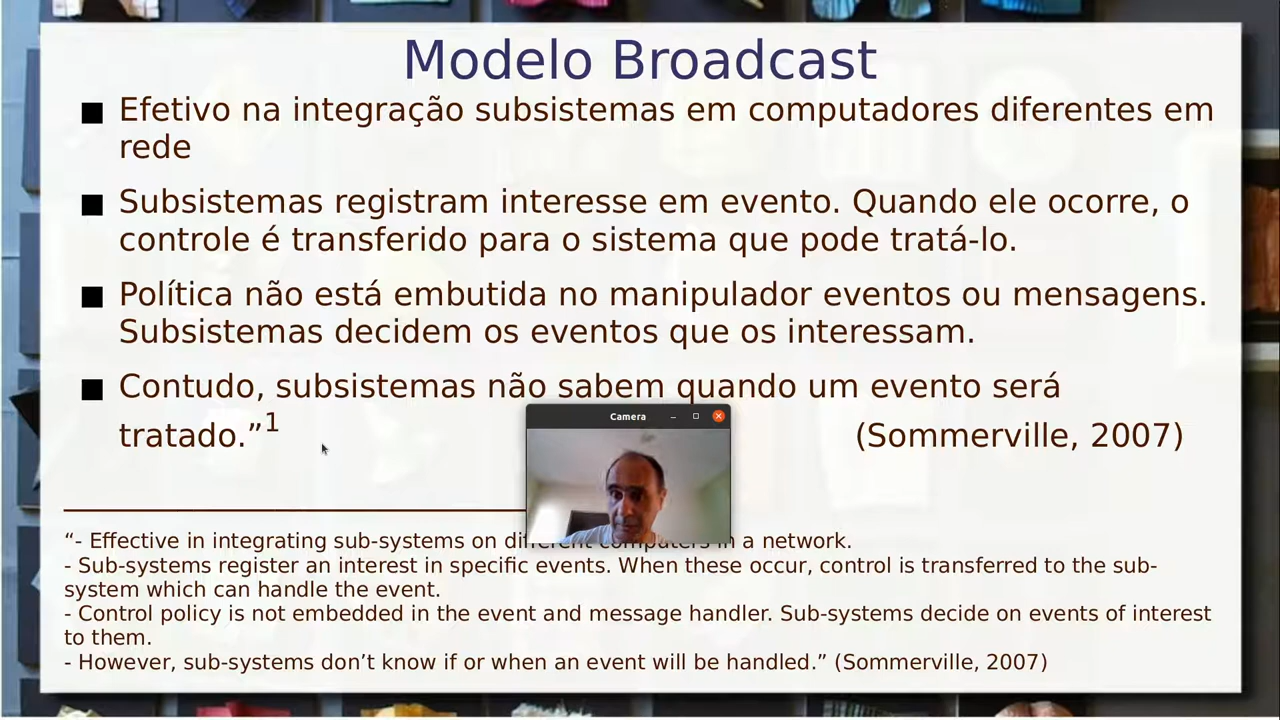 Modelo Broadcast
■ Efetivo na integração subsistemas em computadores diferentes em
rede
■ Subsistemas registram interesse em evento. Quando ele ocorre, o
controle é transferido para o sistema que pode tratá-lo.
■ Política não está embutida no manipulador eventos ou mensagens.
Subsistemas decidem os eventos que os interessam.
■ Contudo, subsistemas não sabem quando um evento será
tratado.”1 (Sommerville, 2007)
Camera
“- Effective in integrating sub-systems on different computers in a network.
- Sub-systems register an interest in specific events. When these occur, control is transferred to the sub-
system which can handle the event.
- Control policy is not embedded in the event and message handler. Sub-systems decide on events of interest
to them.
- However, sub-systems don’t know if or when an event will be handled.” (Sommerville, 2007)